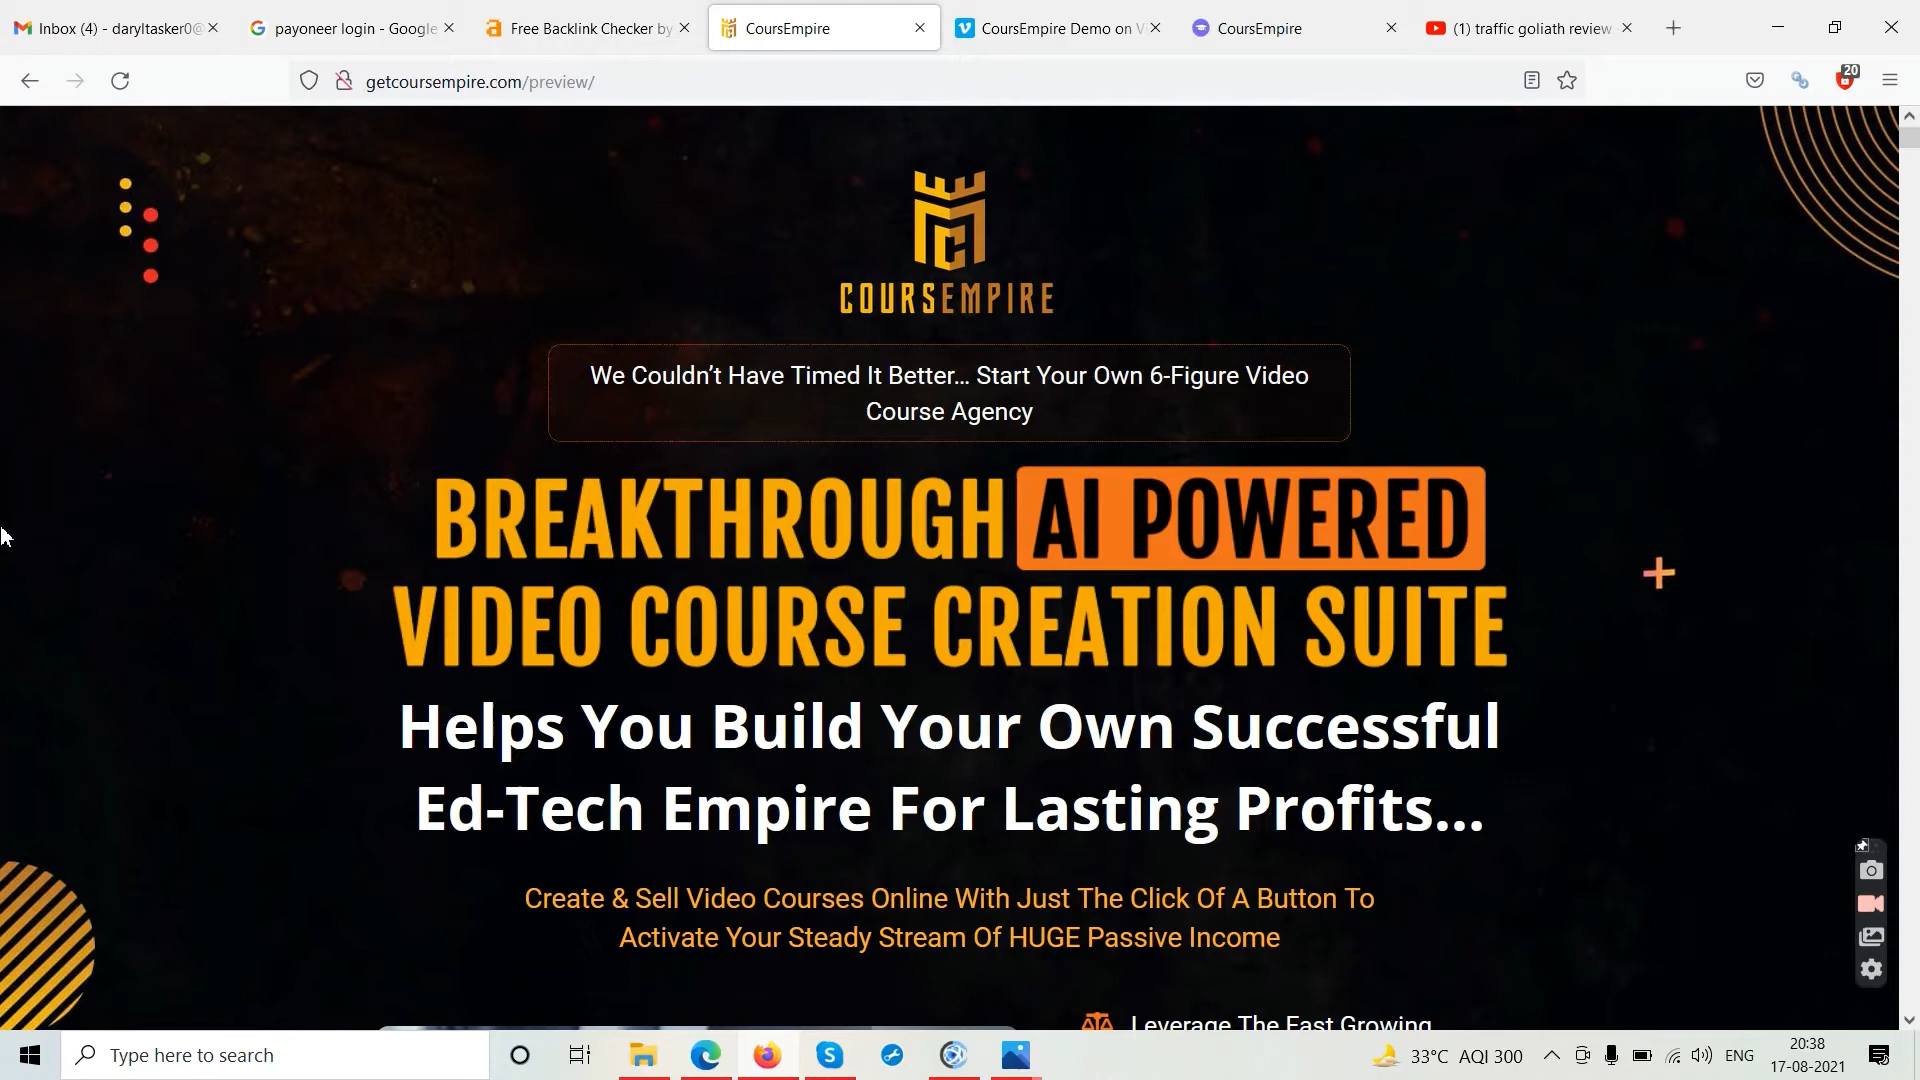 Inbox (4) - daryltasker0@
payoneer login - Google
Free Backlink Checker by
CoursEmpire
CoursEmpire Demo on Vi
CoursEmpire
(1) traffic goliath review
getcoursempire.com/preview/
20
COURSEMPIRE
We Couldn’t Have Timed It Better... Start Your Own 6-Figure Video
Course Agency
BREAKTHROUGH AI POWERED
VIDEO COURSE CREATION SUITE
Helps You Build Your Own Successful
Ed-Tech Empire For Lasting Profits...
Create & Sell Video Courses Online With Just The Click Of A Button To
Activate Your Steady Stream Of HUGE Passive Income
Leverage The Fast Growing
Type here to search
33°C AQI 300
ENG
20:38
17-08-2021